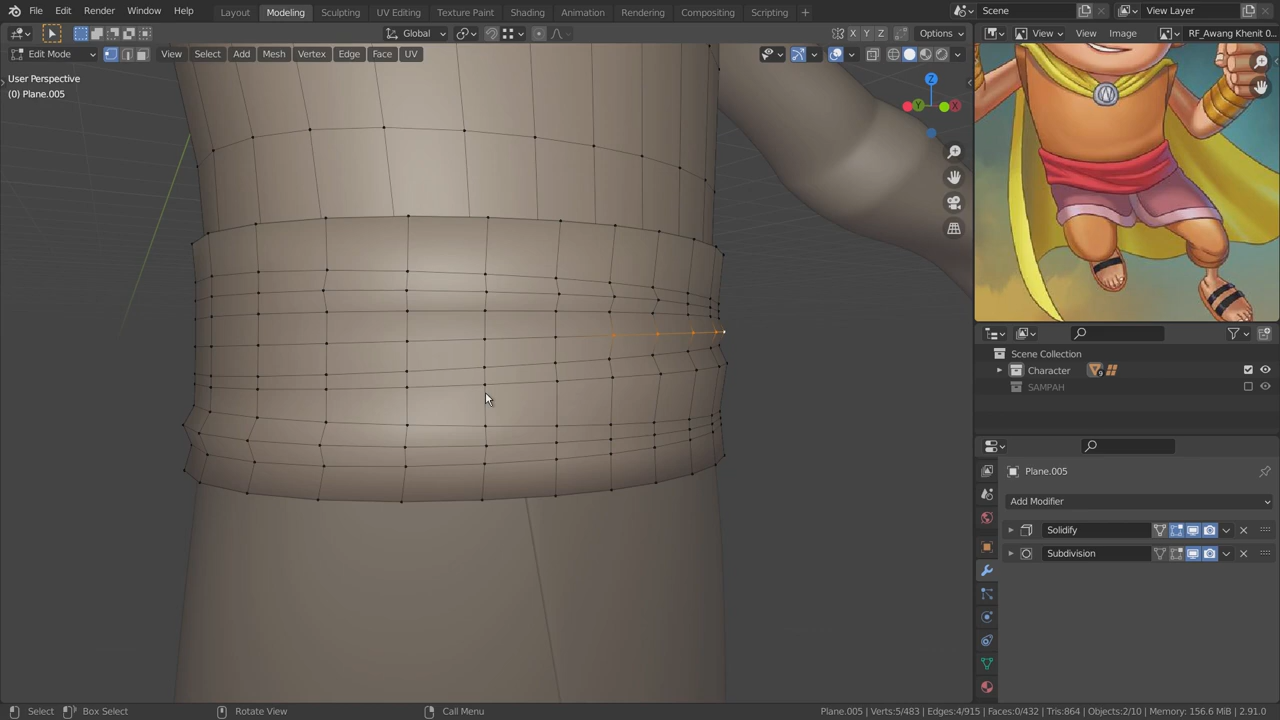 File Edit Render Window Help Layout Modeling Sculpting UV Editing Texture Paint Shading Animation Rendering Compositing Scripting + Scene View Layer
Global X Y Z Options View View Image RF_Awang Khenit 0...
Edit Mode View Select Add Mesh Vertex Edge Face UV
User Perspective
(0) Plane.005
Z
Y X
Scene Collection
Character 9
SAMPAH
Plane.005
Add Modifier
Solidify
Subdivision
Select Box Select Rotate View Call Menu Plane.005 | Verts:5/483 | Edges:4/915 | Faces:0/432 | Tris:864 | Objects:2/10 | Memory: 156.6 MiB | 2.91.0